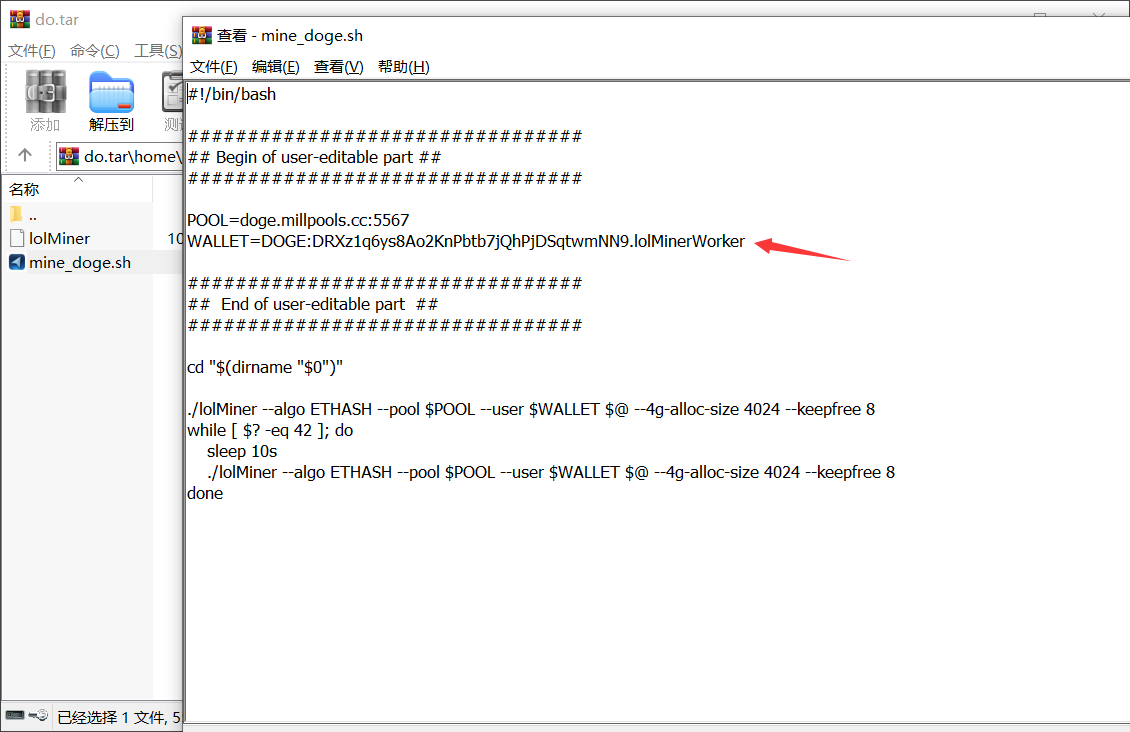 do.tar
文件(F) 命令(C) 工具(S)
添加
解压到
do.tar\home\
名称
..
lolMiner
10
mine_doge.sh
已经选择 1 文件, 5
查看 - mine_doge.sh
文件(F) 编辑(E) 查看(V) 帮助(H)
#!/bin/bash
#################################
## Begin of user-editable part ##
#################################
POOL=doge.millpools.cc:5567
WALLET=DOGE:DRXz1q6ys8Ao2KnPbtb7jQhPjDSqtwmNN9.lolMinerWorker
#################################
##  End of user-editable part  ##
#################################
cd "$(dirname "$0")"
./lolMiner --algo ETHASH --pool $POOL --user $WALLET $@ --4g-alloc-size 4024 --keepfree 8
while [ $? -eq 42 ]; do
    sleep 10s
    ./lolMiner --algo ETHASH --pool $POOL --user $WALLET $@ --4g-alloc-size 4024 --keepfree 8
done